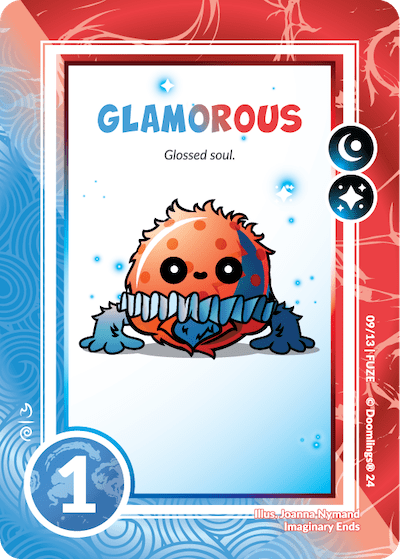 GLAMOROUS
Glossed soul.
09/13 | FUZE © Doomlings® 24
1
Illus. Joanna Nymand
Imaginary Ends